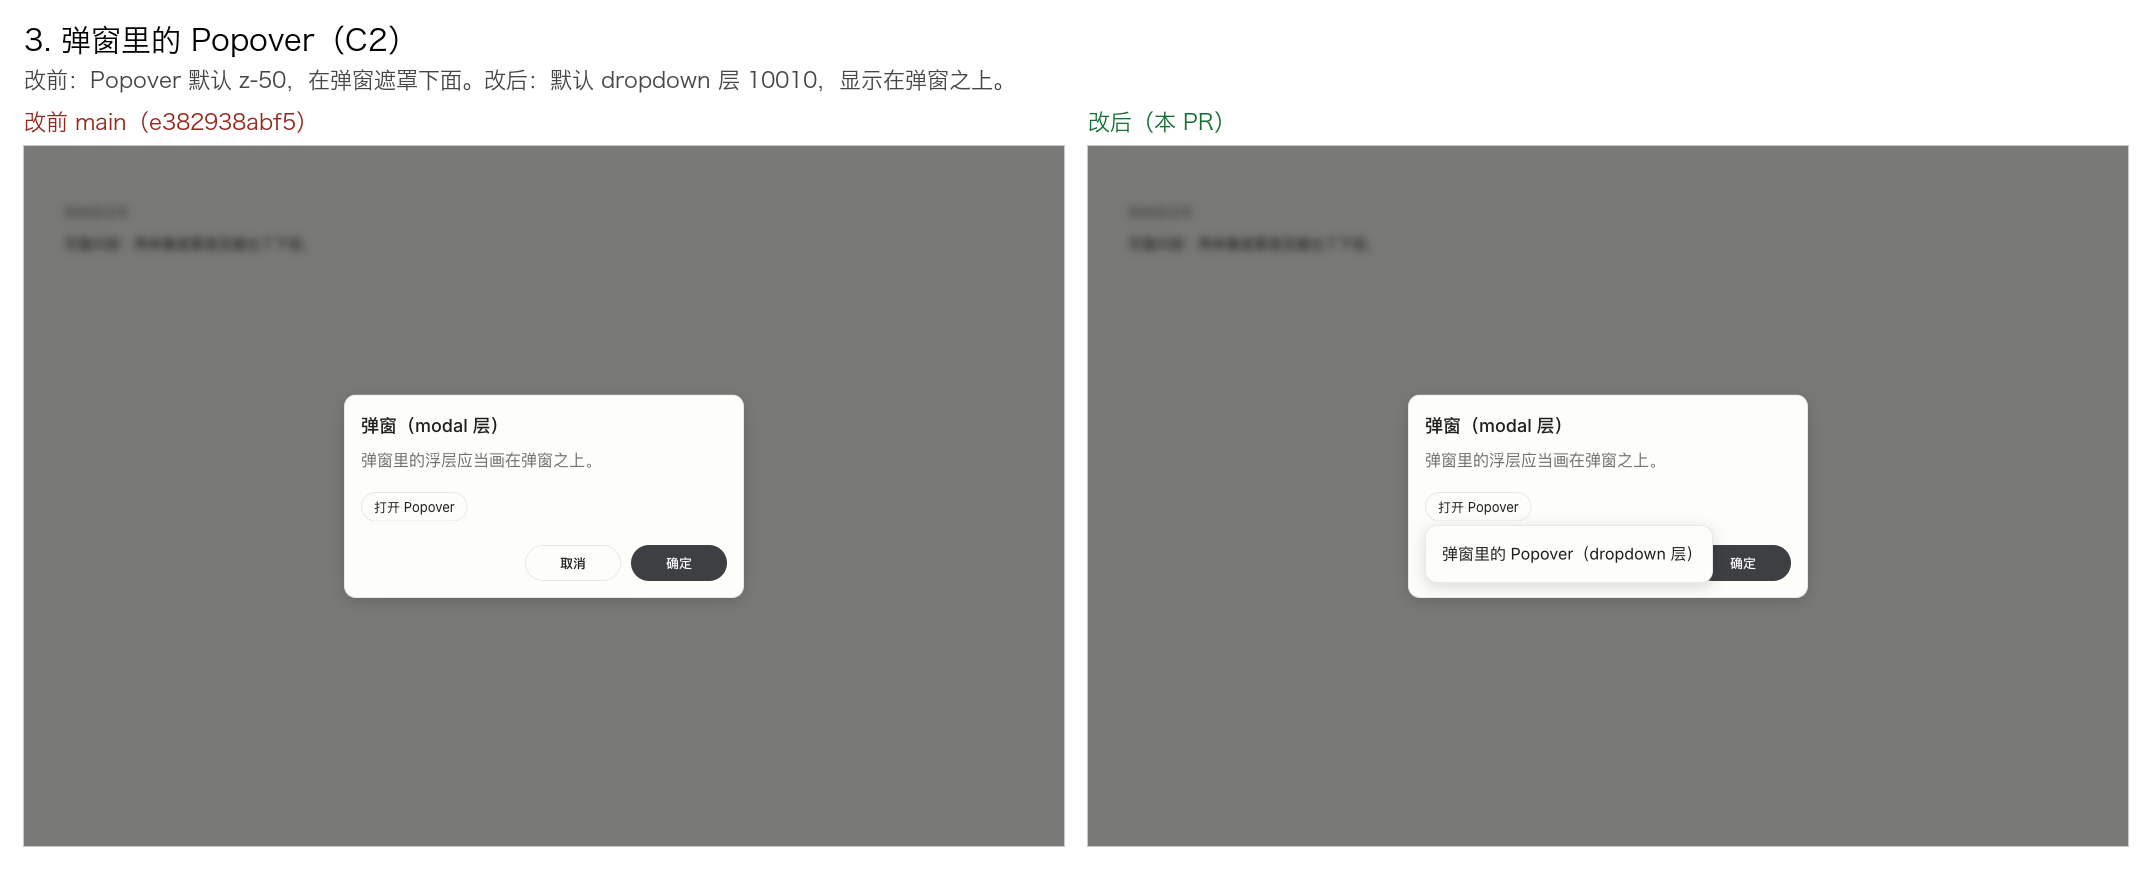 3. 弹窗里的 Popover（C2）
改前：Popover 默认 z-50，在弹窗遮罩下面。改后：默认 dropdown 层 10010，显示在弹窗之上。
改前 main（e382938abf5）
弹窗（modal 层）
弹窗里的浮层应当画在弹窗之上。
打开 Popover
取消
确定
改后（本 PR）
弹窗（modal 层）
弹窗里的浮层应当画在弹窗之上。
打开 Popover
弹窗里的 Popover（dropdown 层）
确定